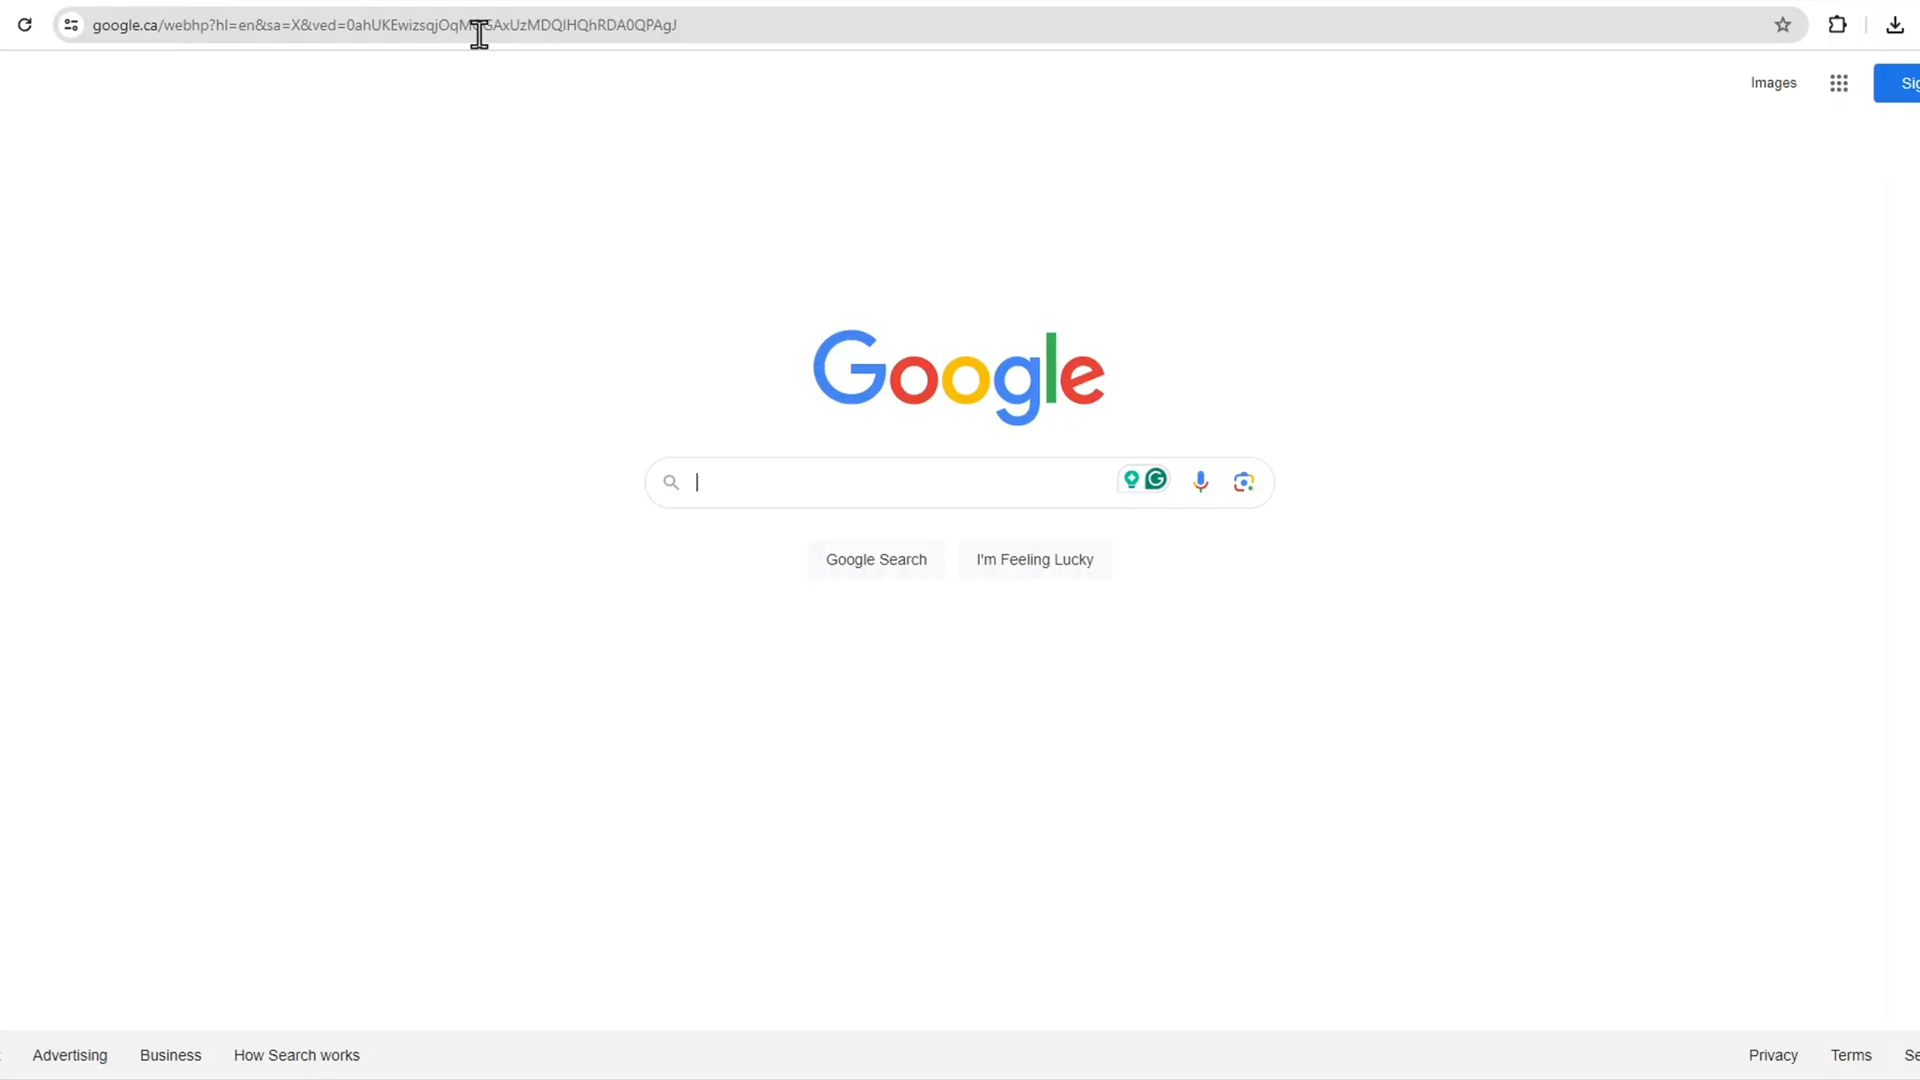 google.ca/webhp?hl=en&sa=X&ved=0ahUKEwizsqjOqM
AxUzMDQIHQhRDA0QPAgJ
Images
Google
Google Search I'm Feeling Lucky
Advertising Business How Search works
Privacy Terms